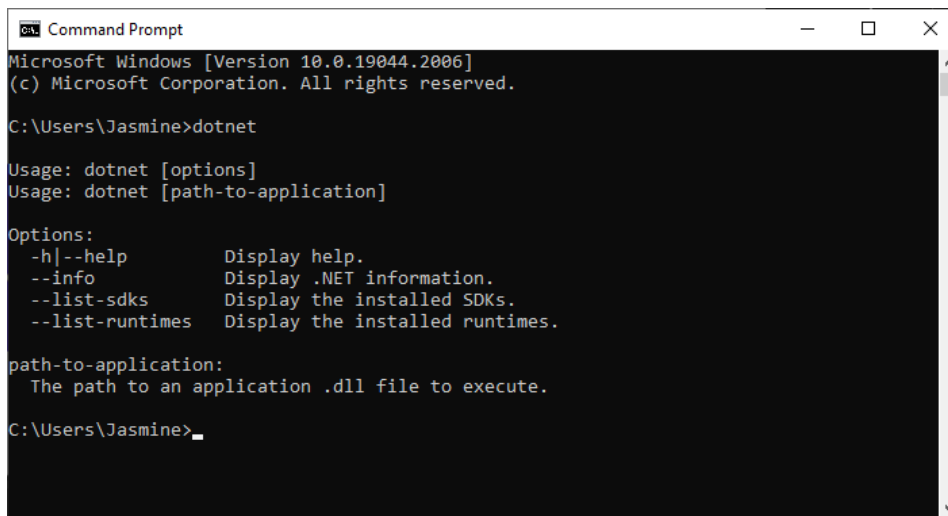 Command Prompt
Microsoft Windows [Version 10.0.19044.2006]
(c) Microsoft Corporation. All rights reserved.
C:\Users\Jasmine>dotnet
Usage: dotnet [options]
Usage: dotnet [path-to-application]
Options:
-h|--help Display help.
--info Display .NET information.
--list-sdks Display the installed SDKs.
--list-runtimes Display the installed runtimes.
path-to-application:
The path to an application .dll file to execute.
C:\Users\Jasmine>